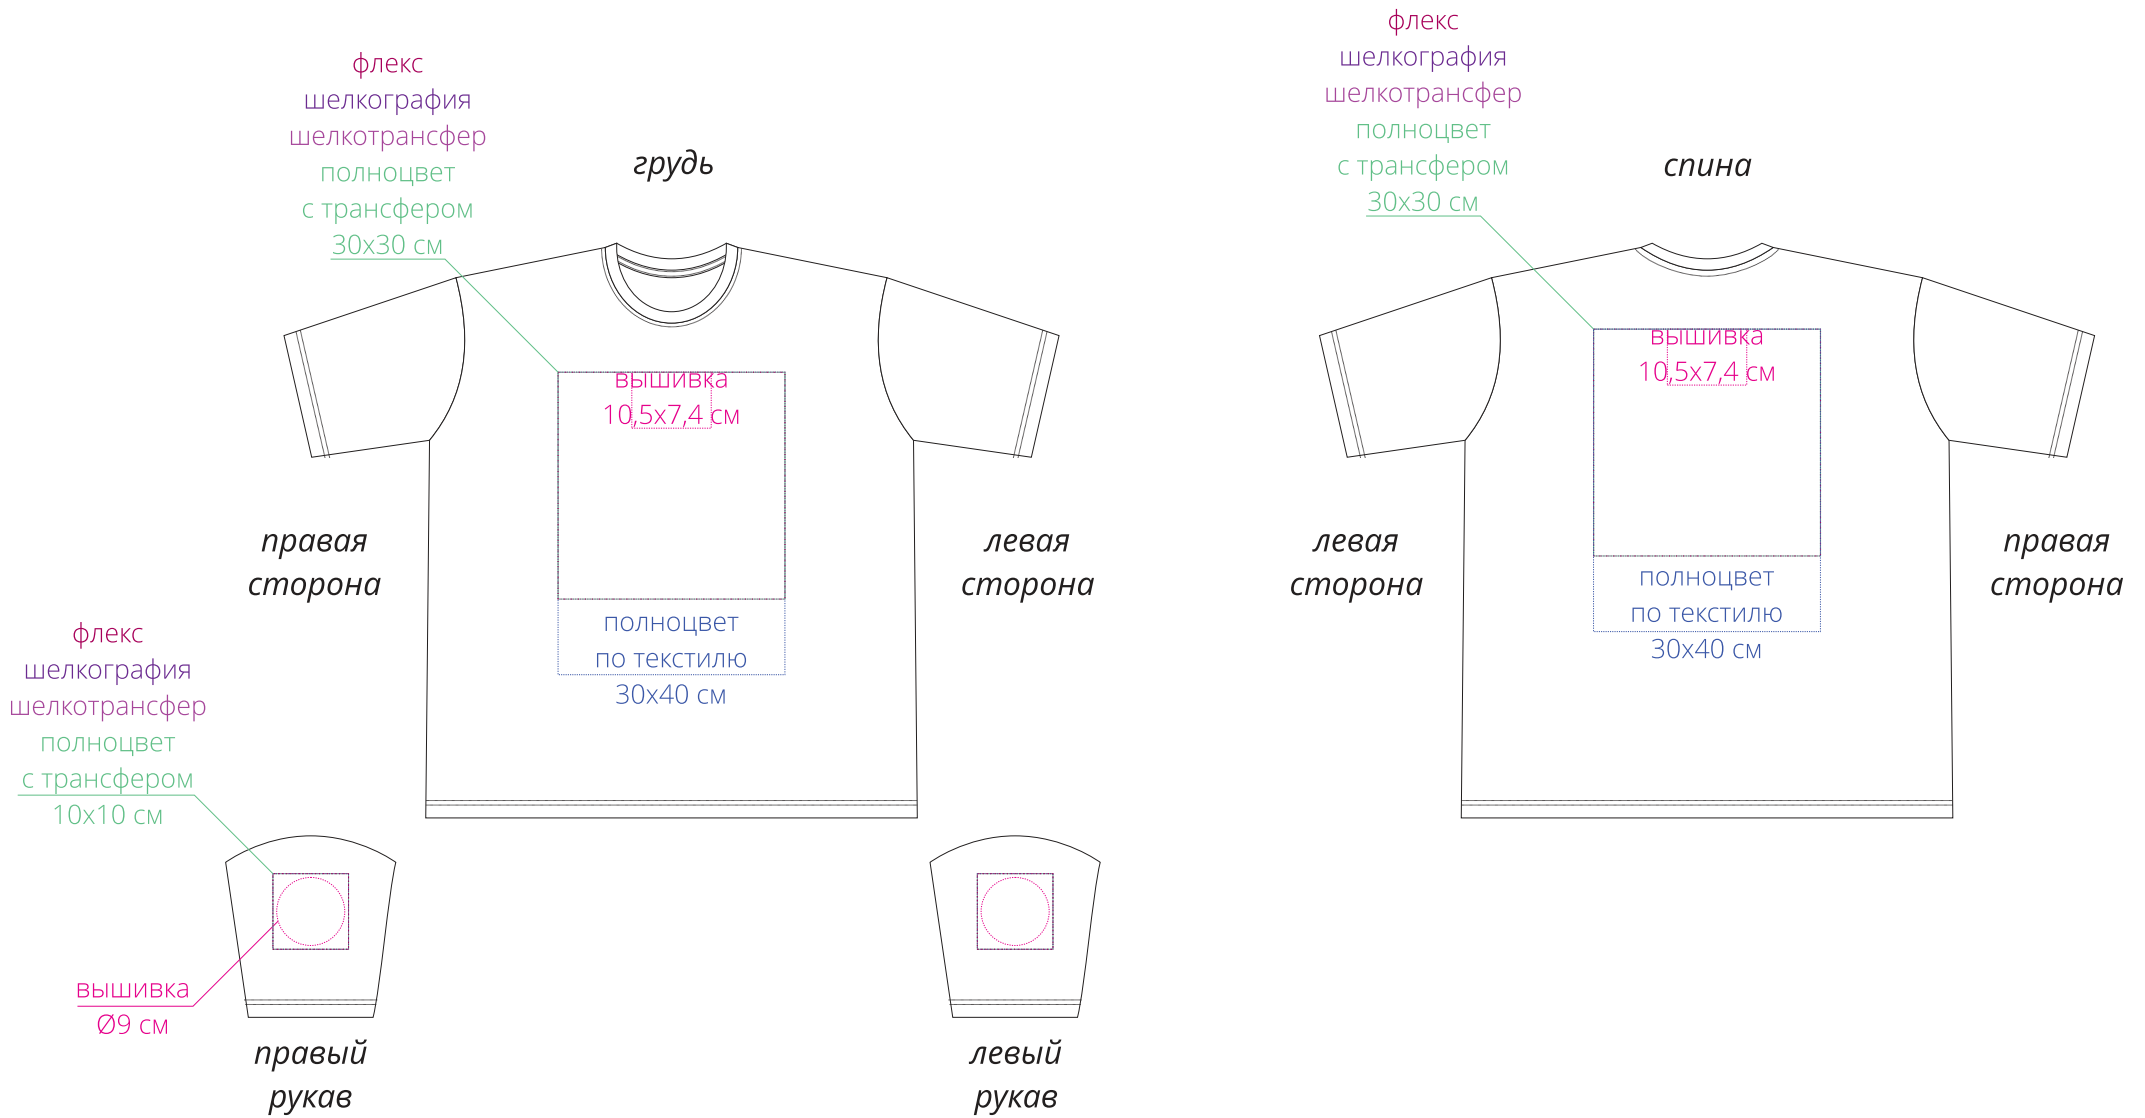 флекс
шелкография
шелкотрансфер
полноцвет
с трансфером
30х30 см
грудь
вышивка
10,5х7,4 см
полноцвет
по текстилю
30х40 см
правая
сторона
левая
сторона
флекс
шелкография
шелкотрансфер
полноцвет
с трансфером
10х10 см
вышивка
Ø9 см
правый
рукав
левый
рукав
флекс
шелкография
шелкотрансфер
полноцвет
с трансфером
30х30 см
спина
вышивка
10,5х7,4 см
левая
сторона
правая
сторона
полноцвет
по текстилю
30х40 см